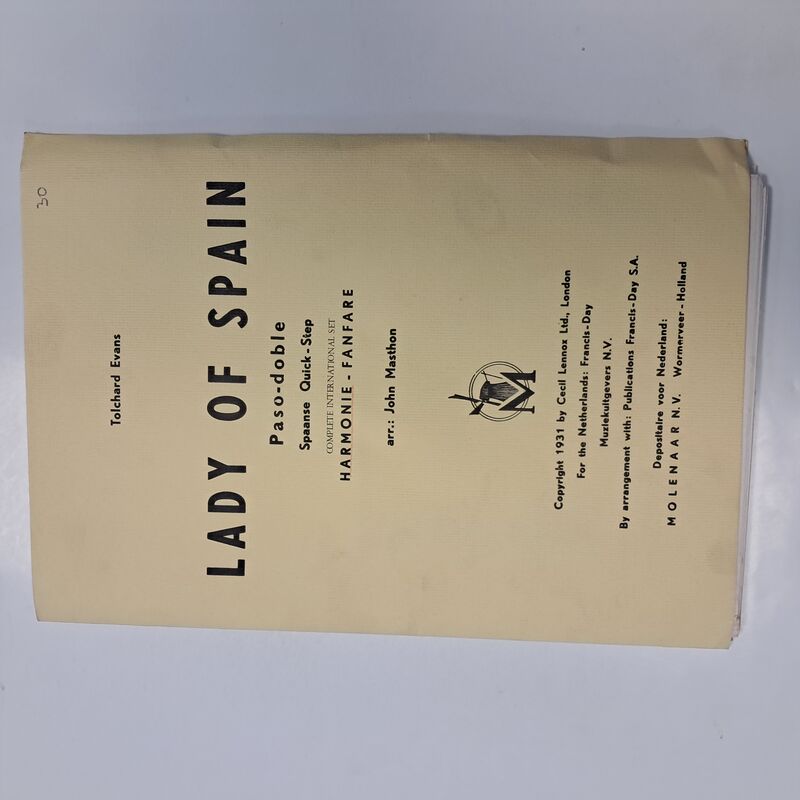 30
Tolchard Evans
LADY OF SPAIN
Paso-doble
Spaanse Quick-Step
COMPLETE INTERNATIONAL SET
HARMONIE - FANFARE
arr.: John Masthon
M
Copyright 1931 by Cecil Lennox Ltd., London
For the Netherlands: Francis-Day
Muziekuitgevers N.V.
By arrangement with: Publications Francis-Day S.A.
Depositaire voor Nederland:
MOLENAAR N.V. Wormerveer - Holland